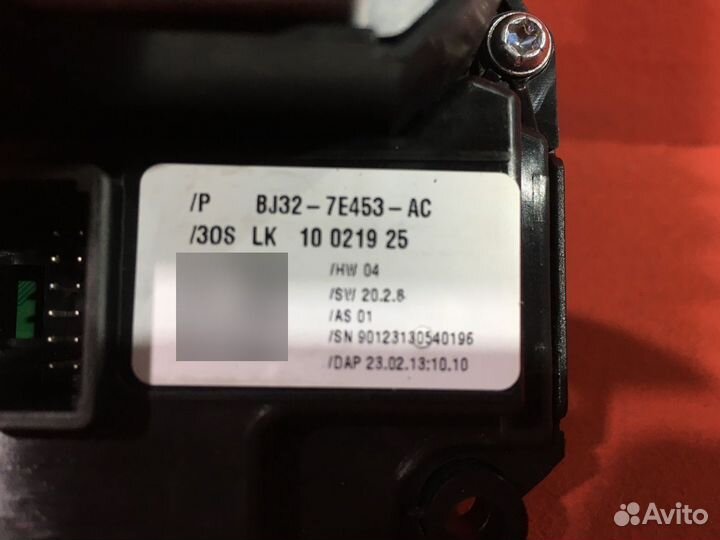 /P BJ32-7E453-AC
/3OS LK 10 0219 25
/HW 04
/SW 20.2.8
/AS 01
/SN 90123130540196
/DAP 23.02.13:10.10
Avito